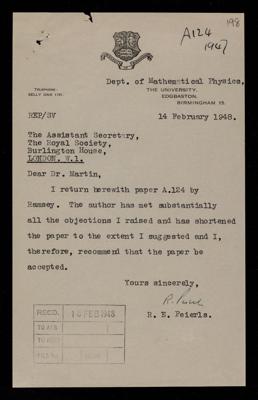 198
A124
1947
Dept. of Mathematical Physics,
TELEPHONE:
SELLY OAK 1181.
THE UNIVERSITY,
EDGBASTON,
BIRMINGHAM 15.
REP/SV
14 February 1948.
The Assistant Secretary,
The Royal Society,
Burlington House,
LONDON. W.1.
Dear Dr. Martin,
I return herewith paper A.124 by
Ramsey. The author has met substantially
all the objections I raised and has shortened
the paper to the extent I suggested and I,
therefore, recommend that the paper be
accepted.
Yours sincerely,
R. E. Peierls.
RECD. 16 FEB 1948
TO
TO